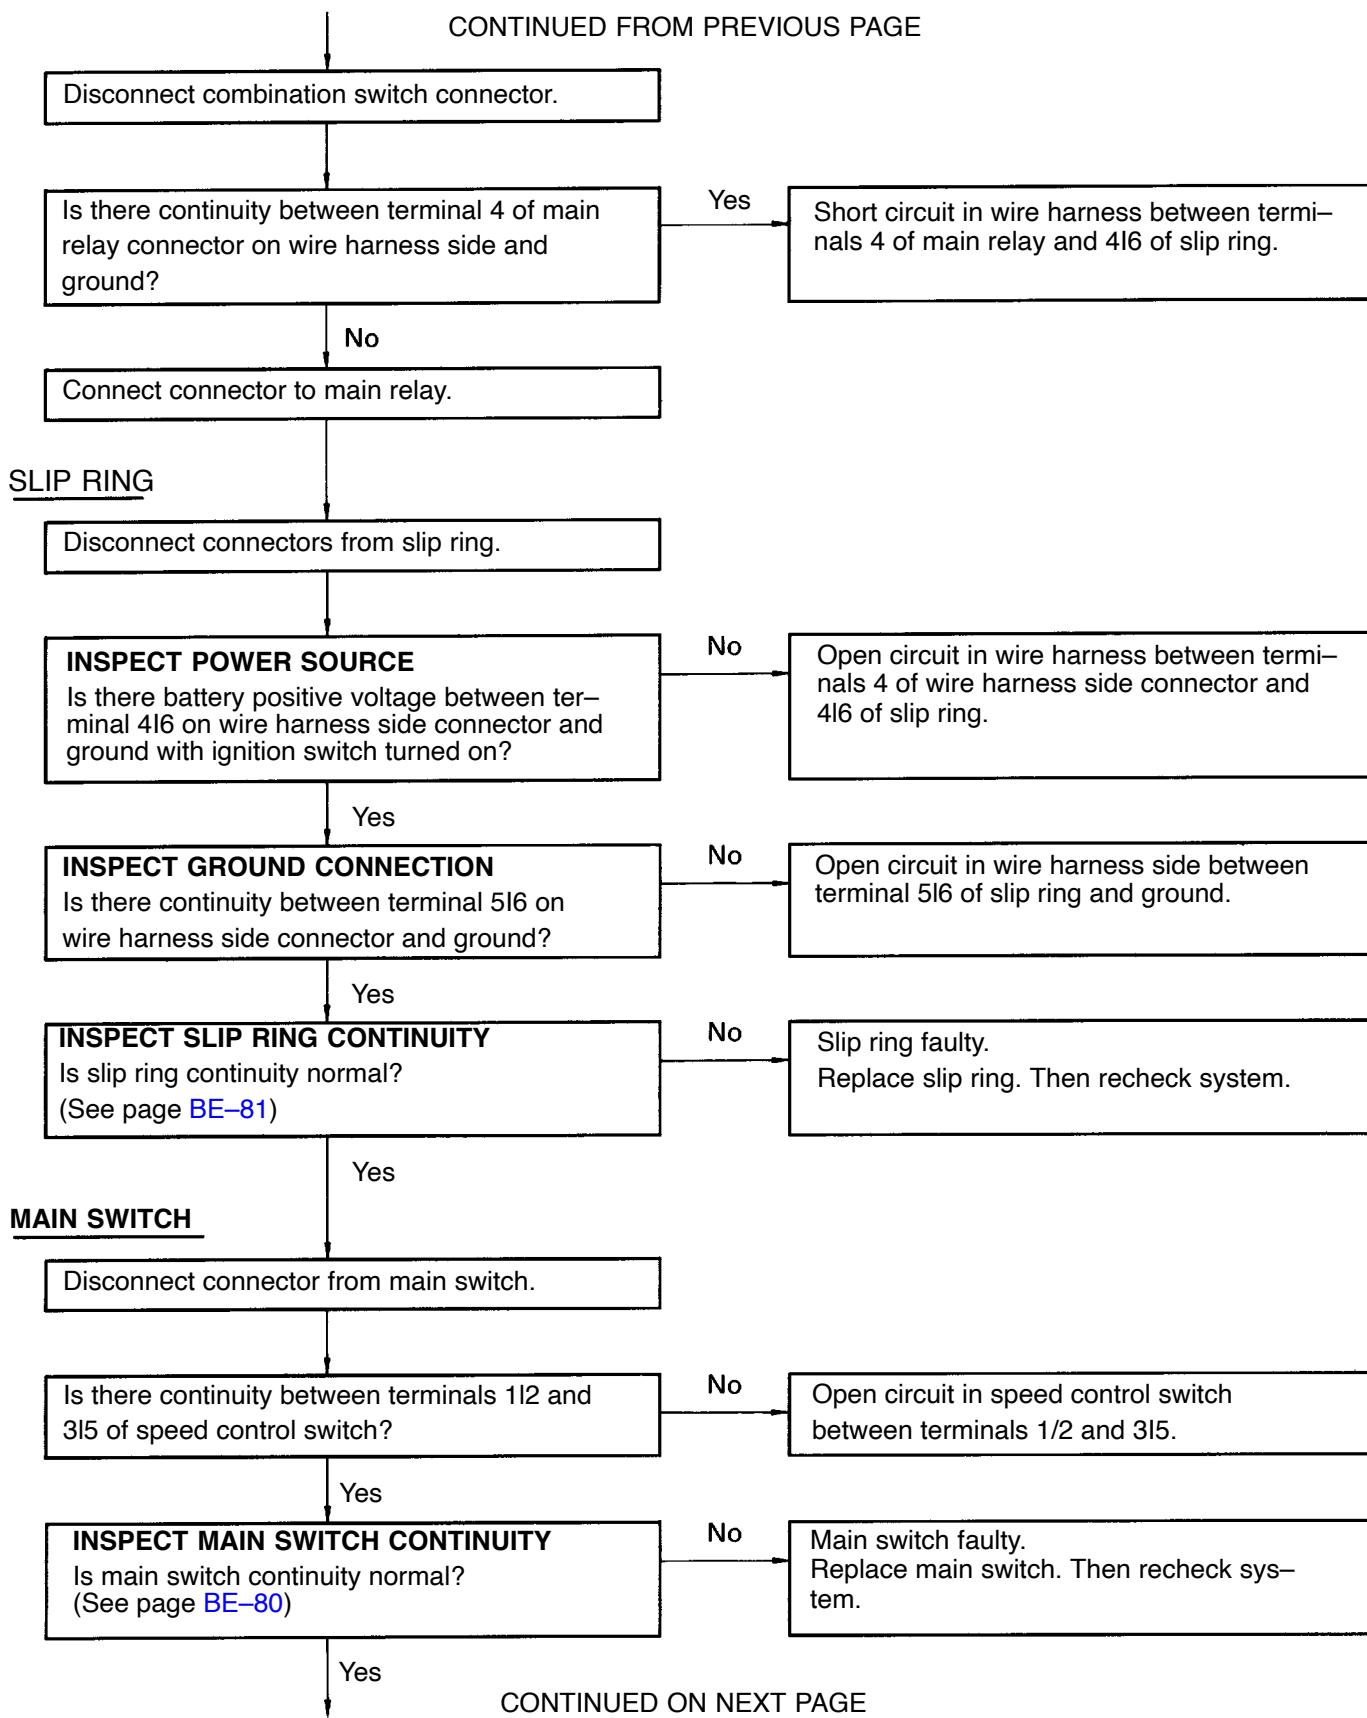 CONTINUED FROM PREVIOUS PAGE
Disconnect combination switch connector.
Is there continuity between terminal 4 of main
relay connector on wire harness side and
ground?
Yes
Short circuit in wire harness between termi–
nals 4 of main relay and 4I6 of slip ring.
No
Connect connector to main relay.
SLIP RING
Disconnect connectors from slip ring.
INSPECT POWER SOURCE
Is there battery positive voltage between ter–
minal 4I6 on wire harness side connector and
ground with ignition switch turned on?
No
Open circuit in wire harness between termi–
nals 4 of wire harness side connector and
4I6 of slip ring.
Yes
INSPECT GROUND CONNECTION
Is there continuity between terminal 5I6 on
wire harness side connector and ground?
No
Open circuit in wire harness side between
terminal 5I6 of slip ring and ground.
Yes
INSPECT SLIP RING CONTINUITY
Is slip ring continuity normal?
(See page BE–81)
No
Slip ring faulty.
Replace slip ring. Then recheck system.
Yes
MAIN SWITCH
Disconnect connector from main switch.
Is there continuity between terminals 1I2 and
3I5 of speed control switch?
No
Open circuit in speed control switch
between terminals 1/2 and 3I5.
Yes
INSPECT MAIN SWITCH CONTINUITY
Is main switch continuity normal?
(See page BE–80)
No
Main switch faulty.
Replace main switch. Then recheck sys–
tem.
Yes
CONTINUED ON NEXT PAGE